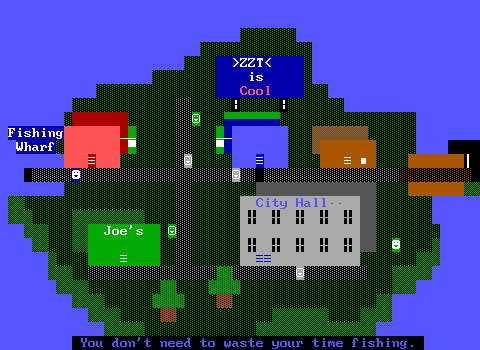 >ZZT<
is
Cool
Fishing
Wharf
City Hall--
Joe's
You don't need to waste your time fishing.